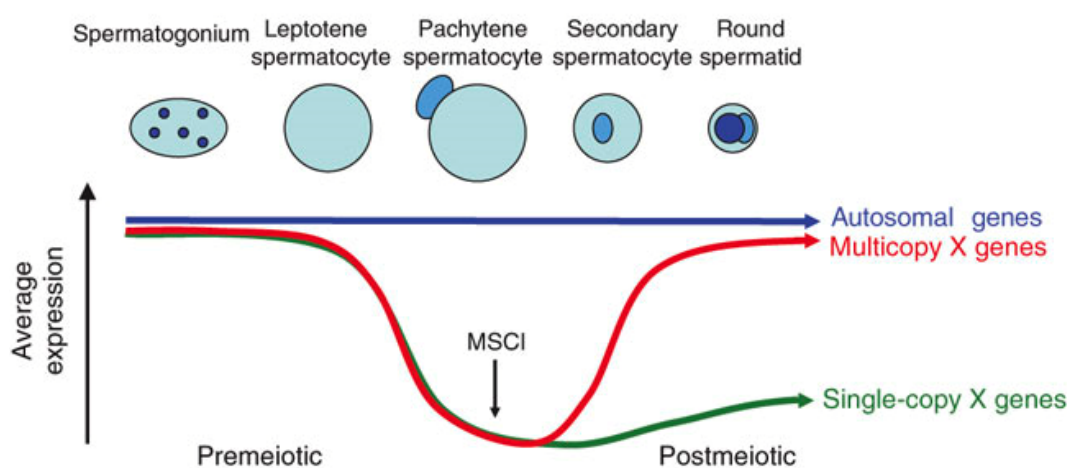 Spermatogonium
Leptotene
spermatocyte
Pachytene
spermatocyte
Secondary
spermatocyte
Round
spermatid
Average
expression
Autosomal genes
Multicopy X genes
MSCI
Single-copy X genes
Premeiotic
Postmeiotic